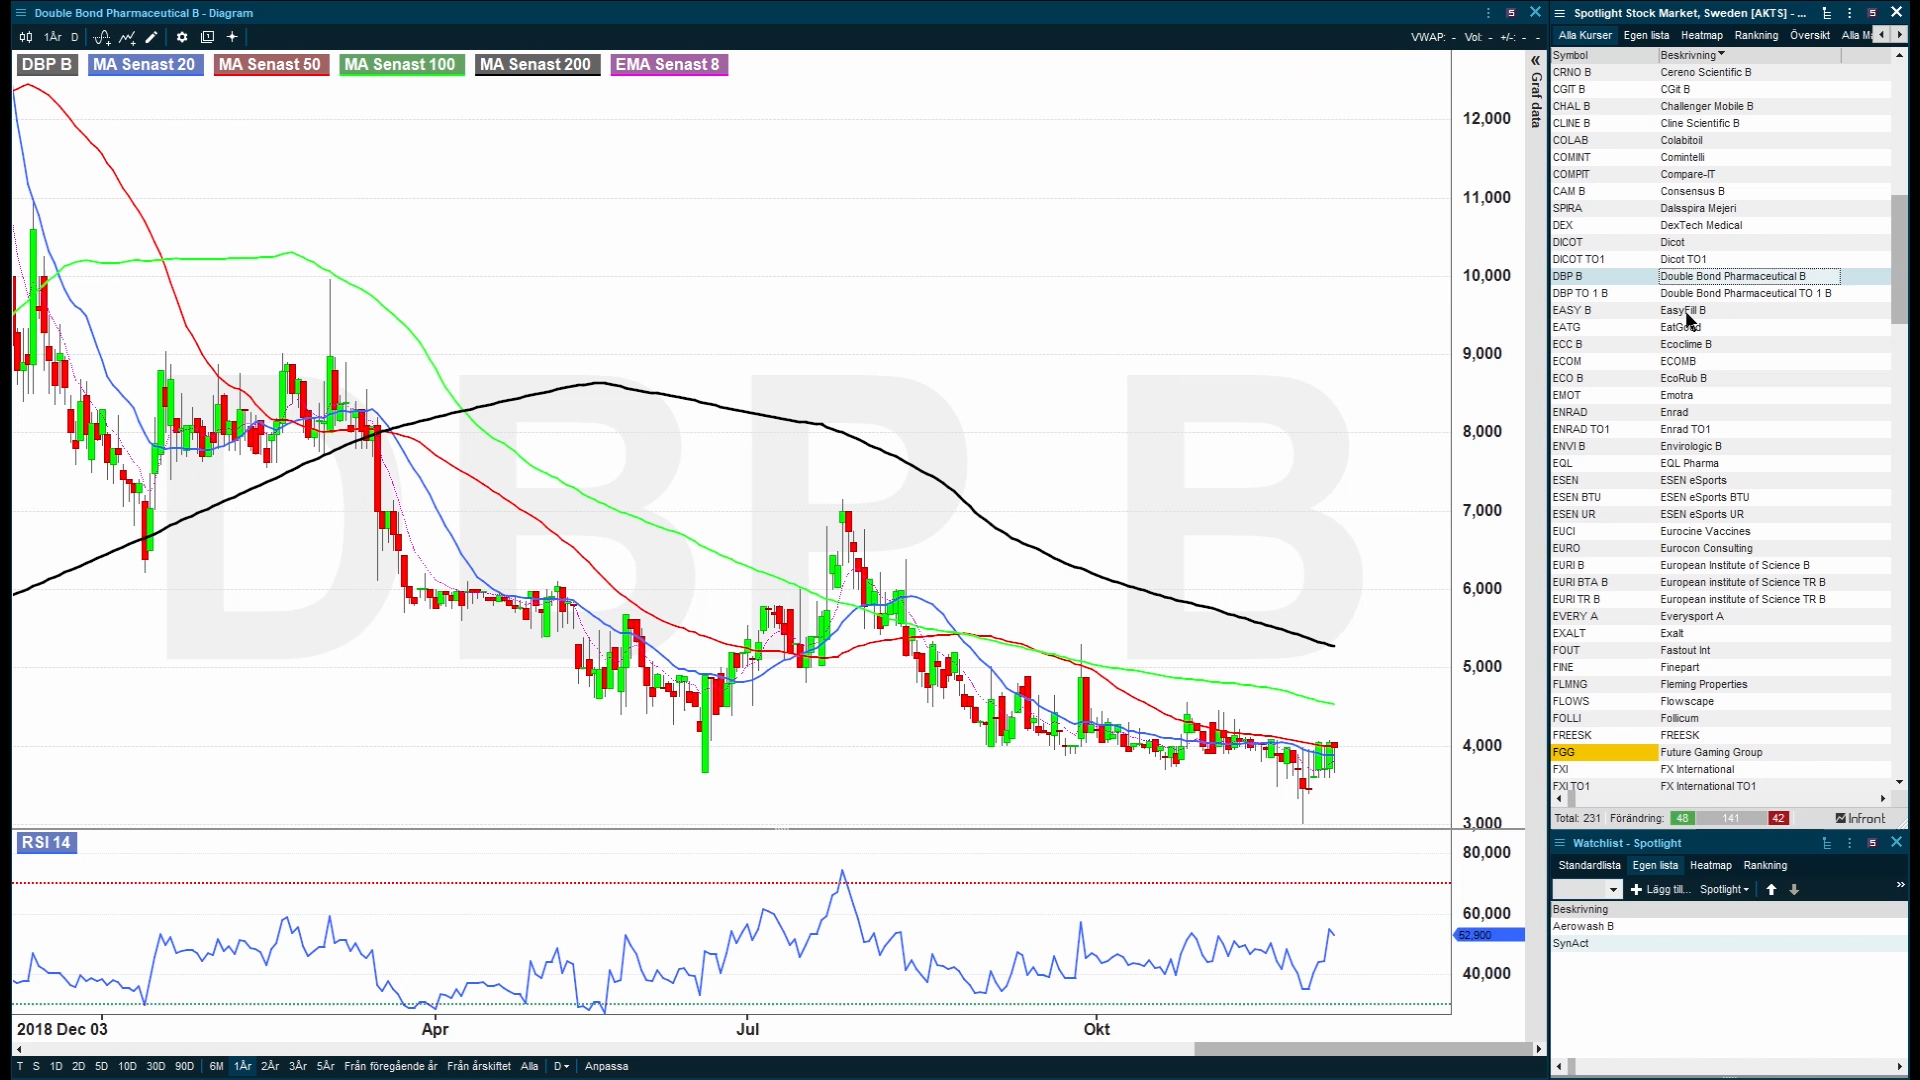 Double Bond Pharmaceutical B - Diagram
1År D
VWAP: - Vol: - +/-: - -
DBP B MA Senast 20 MA Senast 50 MA Senast 100 MA Senast 200 EMA Senast 8
Graf data
12,000
11,000
10,000
9,000
8,000
7,000
6,000
5,000
4,000
3,000
DBP B
RSI 14
80,000
60,000
52,900
40,000
2018 Dec 03 Apr Jul Okt
T S 1D 2D 5D 10D 30D 90D 6M 1År 2År 3År 5År Från föregående år Från årskiftet Alla D Anpassa
Spotlight Stock Market, Sweden [AKTS] - ...
Alla Kurser Egen lista Heatmap Rankning Översikt
Symbol Beskrivning
CRNO B Cereno Scientific B
CGIT B CGit B
CHAL B Challenger Mobile B
CLINE B Cline Scientific B
COLAB Colabitoil
COMINT Comintelli
COMPIT Compare-IT
CAM B Consensus B
SPIRA Dalsspira Mejeri
DEX DexTech Medical
DICOT Dicot
DICOT TO1 Dicot TO1
DBP B Double Bond Pharmaceutical B
DBP TO 1 B Double Bond Pharmaceutical TO 1 B
EASY B EasyFill B
EATG EatGood
ECC B Ecoclime B
ECOM ECOMB
ECO B EcoRub B
EMOT Emotra
ENRAD Enrad
ENRAD TO1 Enrad TO1
ENVI B Envirologic B
EQL EQL Pharma
ESEN ESEN eSports
ESEN BTU ESEN eSports BTU
ESEN UR ESEN eSports UR
EUCI Eurocine Vaccines
EURO Eurocon Consulting
EURI B European Institute of Science B
EURI BTA B European institute of Science TR B
EURI TR B European institute of Science TR B
EVERY A Everysport A
EXALT Exalt
FOUT Fastout Int
FINE Finepart
FLMNG Fleming Properties
FLOWS Flowscape
FOLLI Follicum
FREESK FREESK
FGG Future Gaming Group
FXI FX International
FXI TO1 FX International TO1
Total: 231 Förändring: 48 141 42 Infront
Watchlist - Spotlight
Standardlista Egen lista Heatmap Rankning
Lägg till... Spotlight
Beskrivning
Aerowash B
SynAct